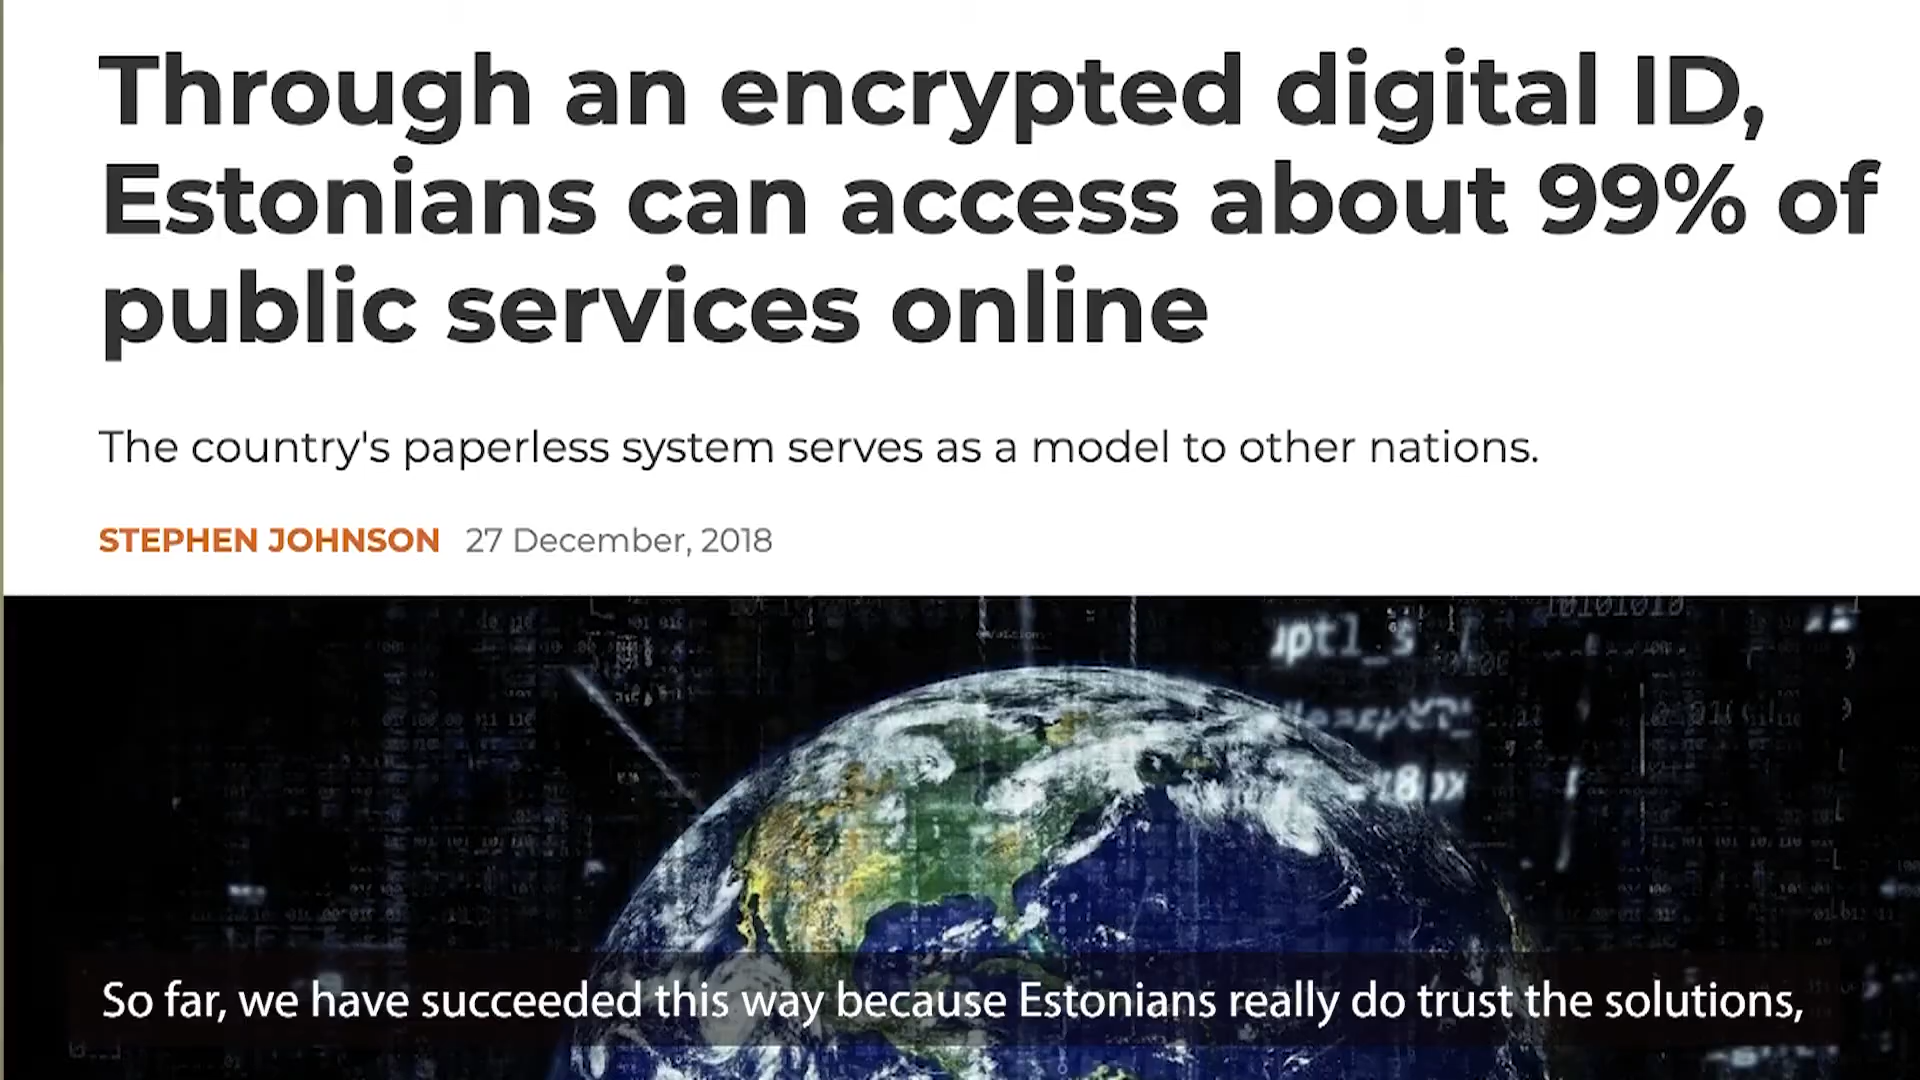 Through an encrypted digital ID,
Estonians can access about 99% of
public services online
The country's paperless system serves as a model to other nations.
STEPHEN JOHNSON 27 December, 2018
So far, we have succeeded this way because Estonians really do trust the solutions,